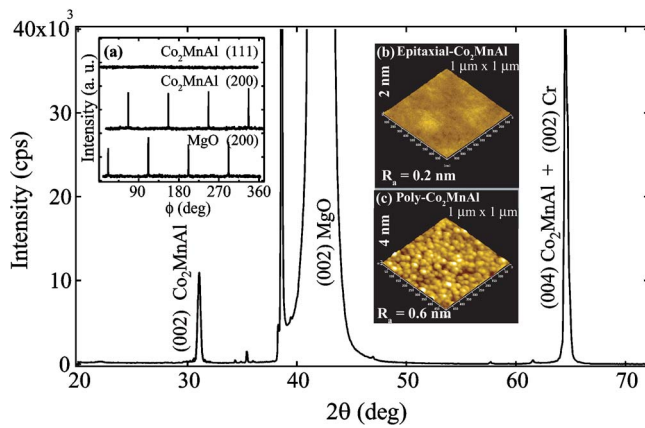 40x10³
30
20
10
0
Intensity (cps)
20
30
40
50
60
70
2θ (deg)
(002) Co₂MnAl
(002) MgO
(004) Co₂MnAl + (002) Cr
(a)
Co₂MnAl (111)
Co₂MnAl (200)
MgO (200)
Intensity (a. u.)
90
180
270
360
ϕ (deg)
(b) Epitaxial-Co₂MnAl
1 μm x 1 μm
2 nm
Rₐ = 0.2 nm
(c) Poly-Co₂MnAl
1 μm x 1 μm
4 nm
Rₐ = 0.6 nm